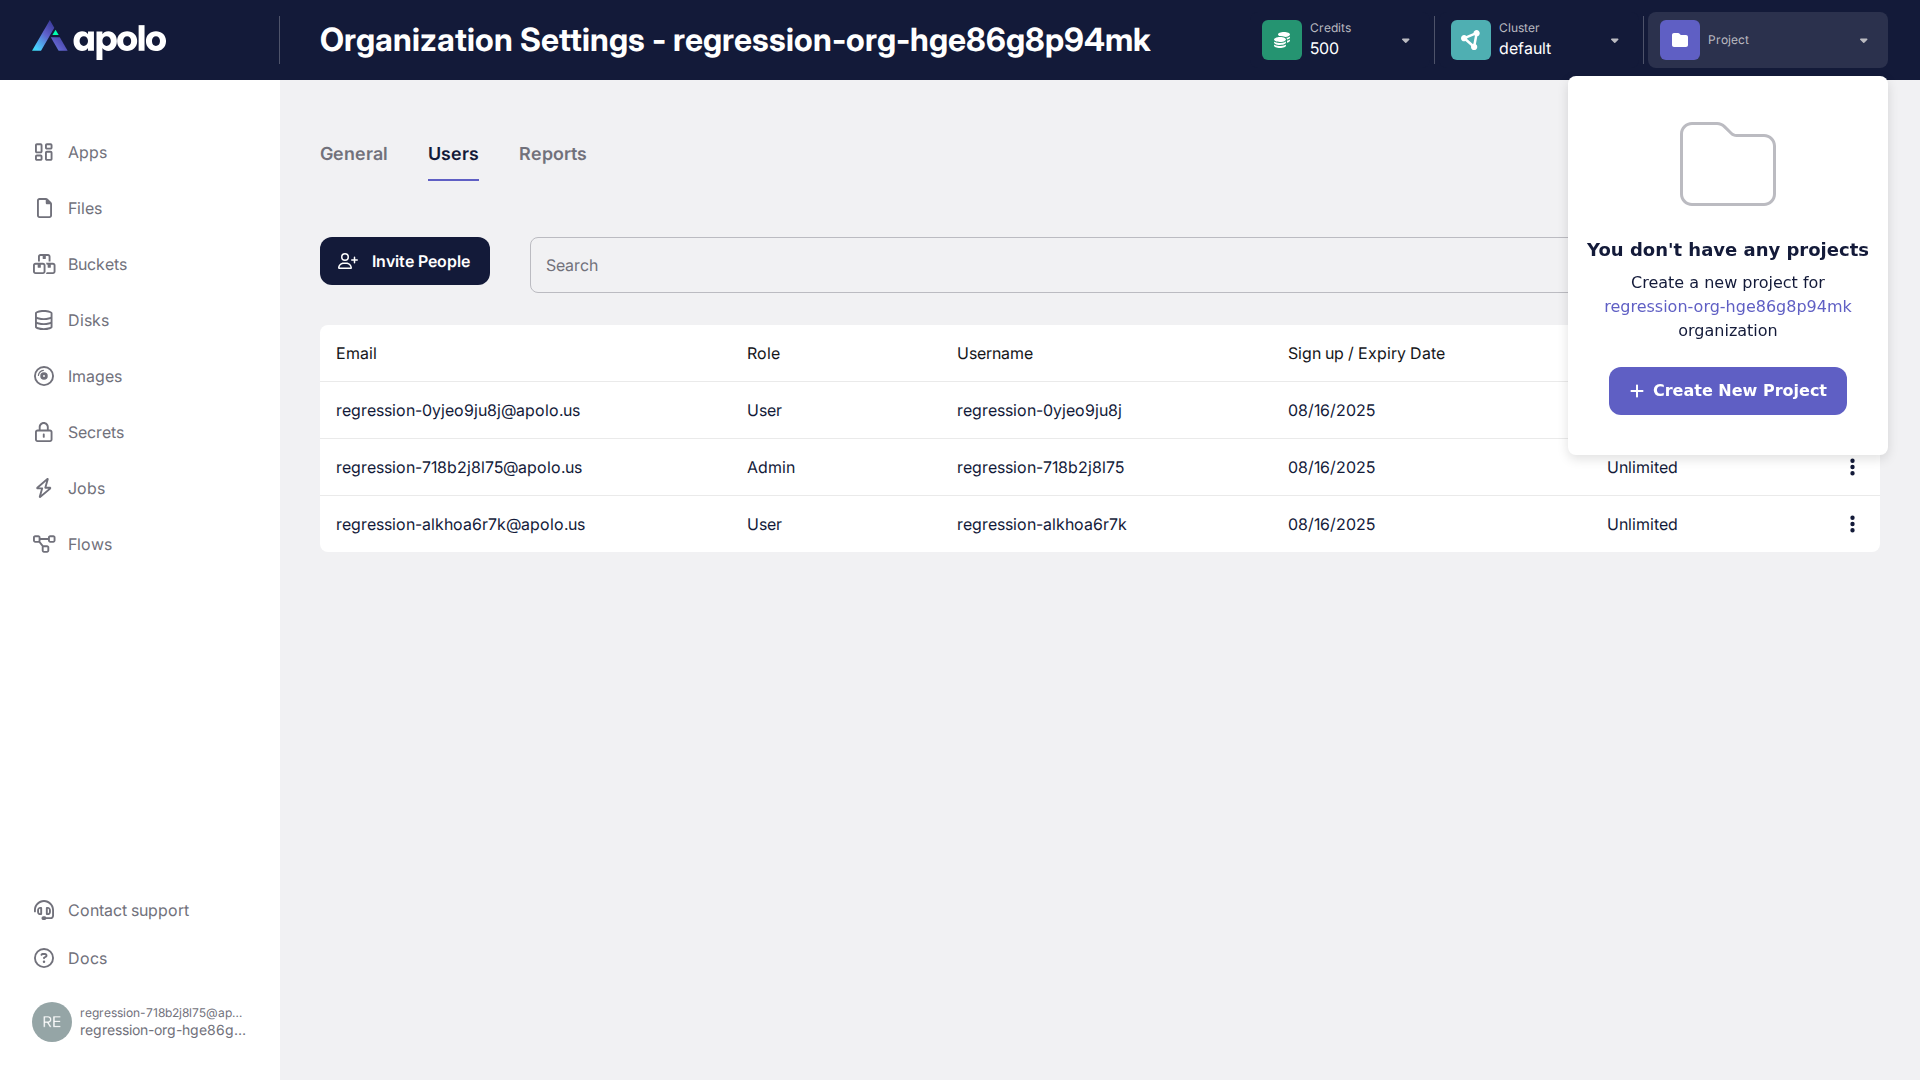 apolo
Organization Settings - regression-org-hge86g8p94mk
Credits
500
Cluster
default
Project
Apps
Files
Buckets
Disks
Images
Secrets
Jobs
Flows
Contact support
Docs
RE
regression-718b2j8l75@ap...
regression-org-hge86g...
General
Users
Reports
Invite People
Search
Email Role Username Sign up / Expiry Date
regression-0yjeo9ju8j@apolo.us User regression-0yjeo9ju8j 08/16/2025
regression-718b2j8l75@apolo.us Admin regression-718b2j8l75 08/16/2025 Unlimited
regression-alkhoa6r7k@apolo.us User regression-alkhoa6r7k 08/16/2025 Unlimited
You don't have any projects
Create a new project for
regression-org-hge86g8p94mk
organization
Create New Project